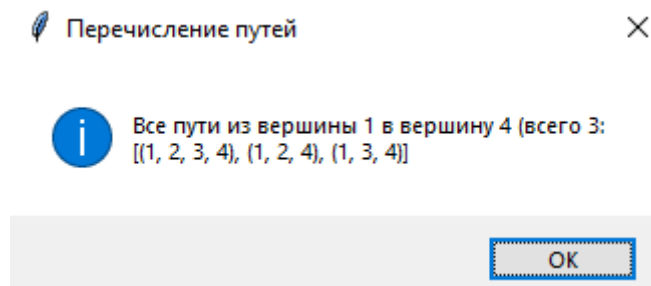 Перечисление путей
Все пути из вершины 1 в вершину 4 (всего 3:
[(1, 2, 3, 4), (1, 2, 4), (1, 3, 4)]
ОК